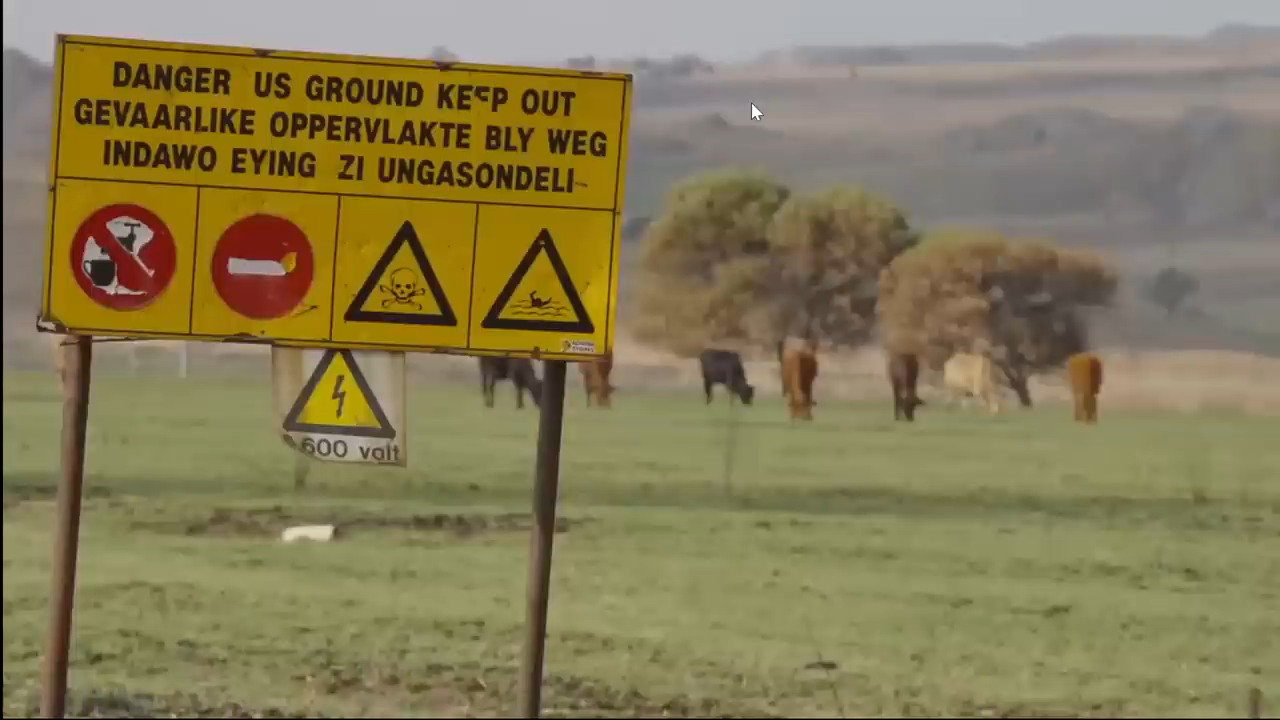 DANGER US GROUND KEEP OUT
GEVAARLIKE OPPERVLAKTE BLY WEG
INDAWO EYING ZI UNGASONDELI
600 volt